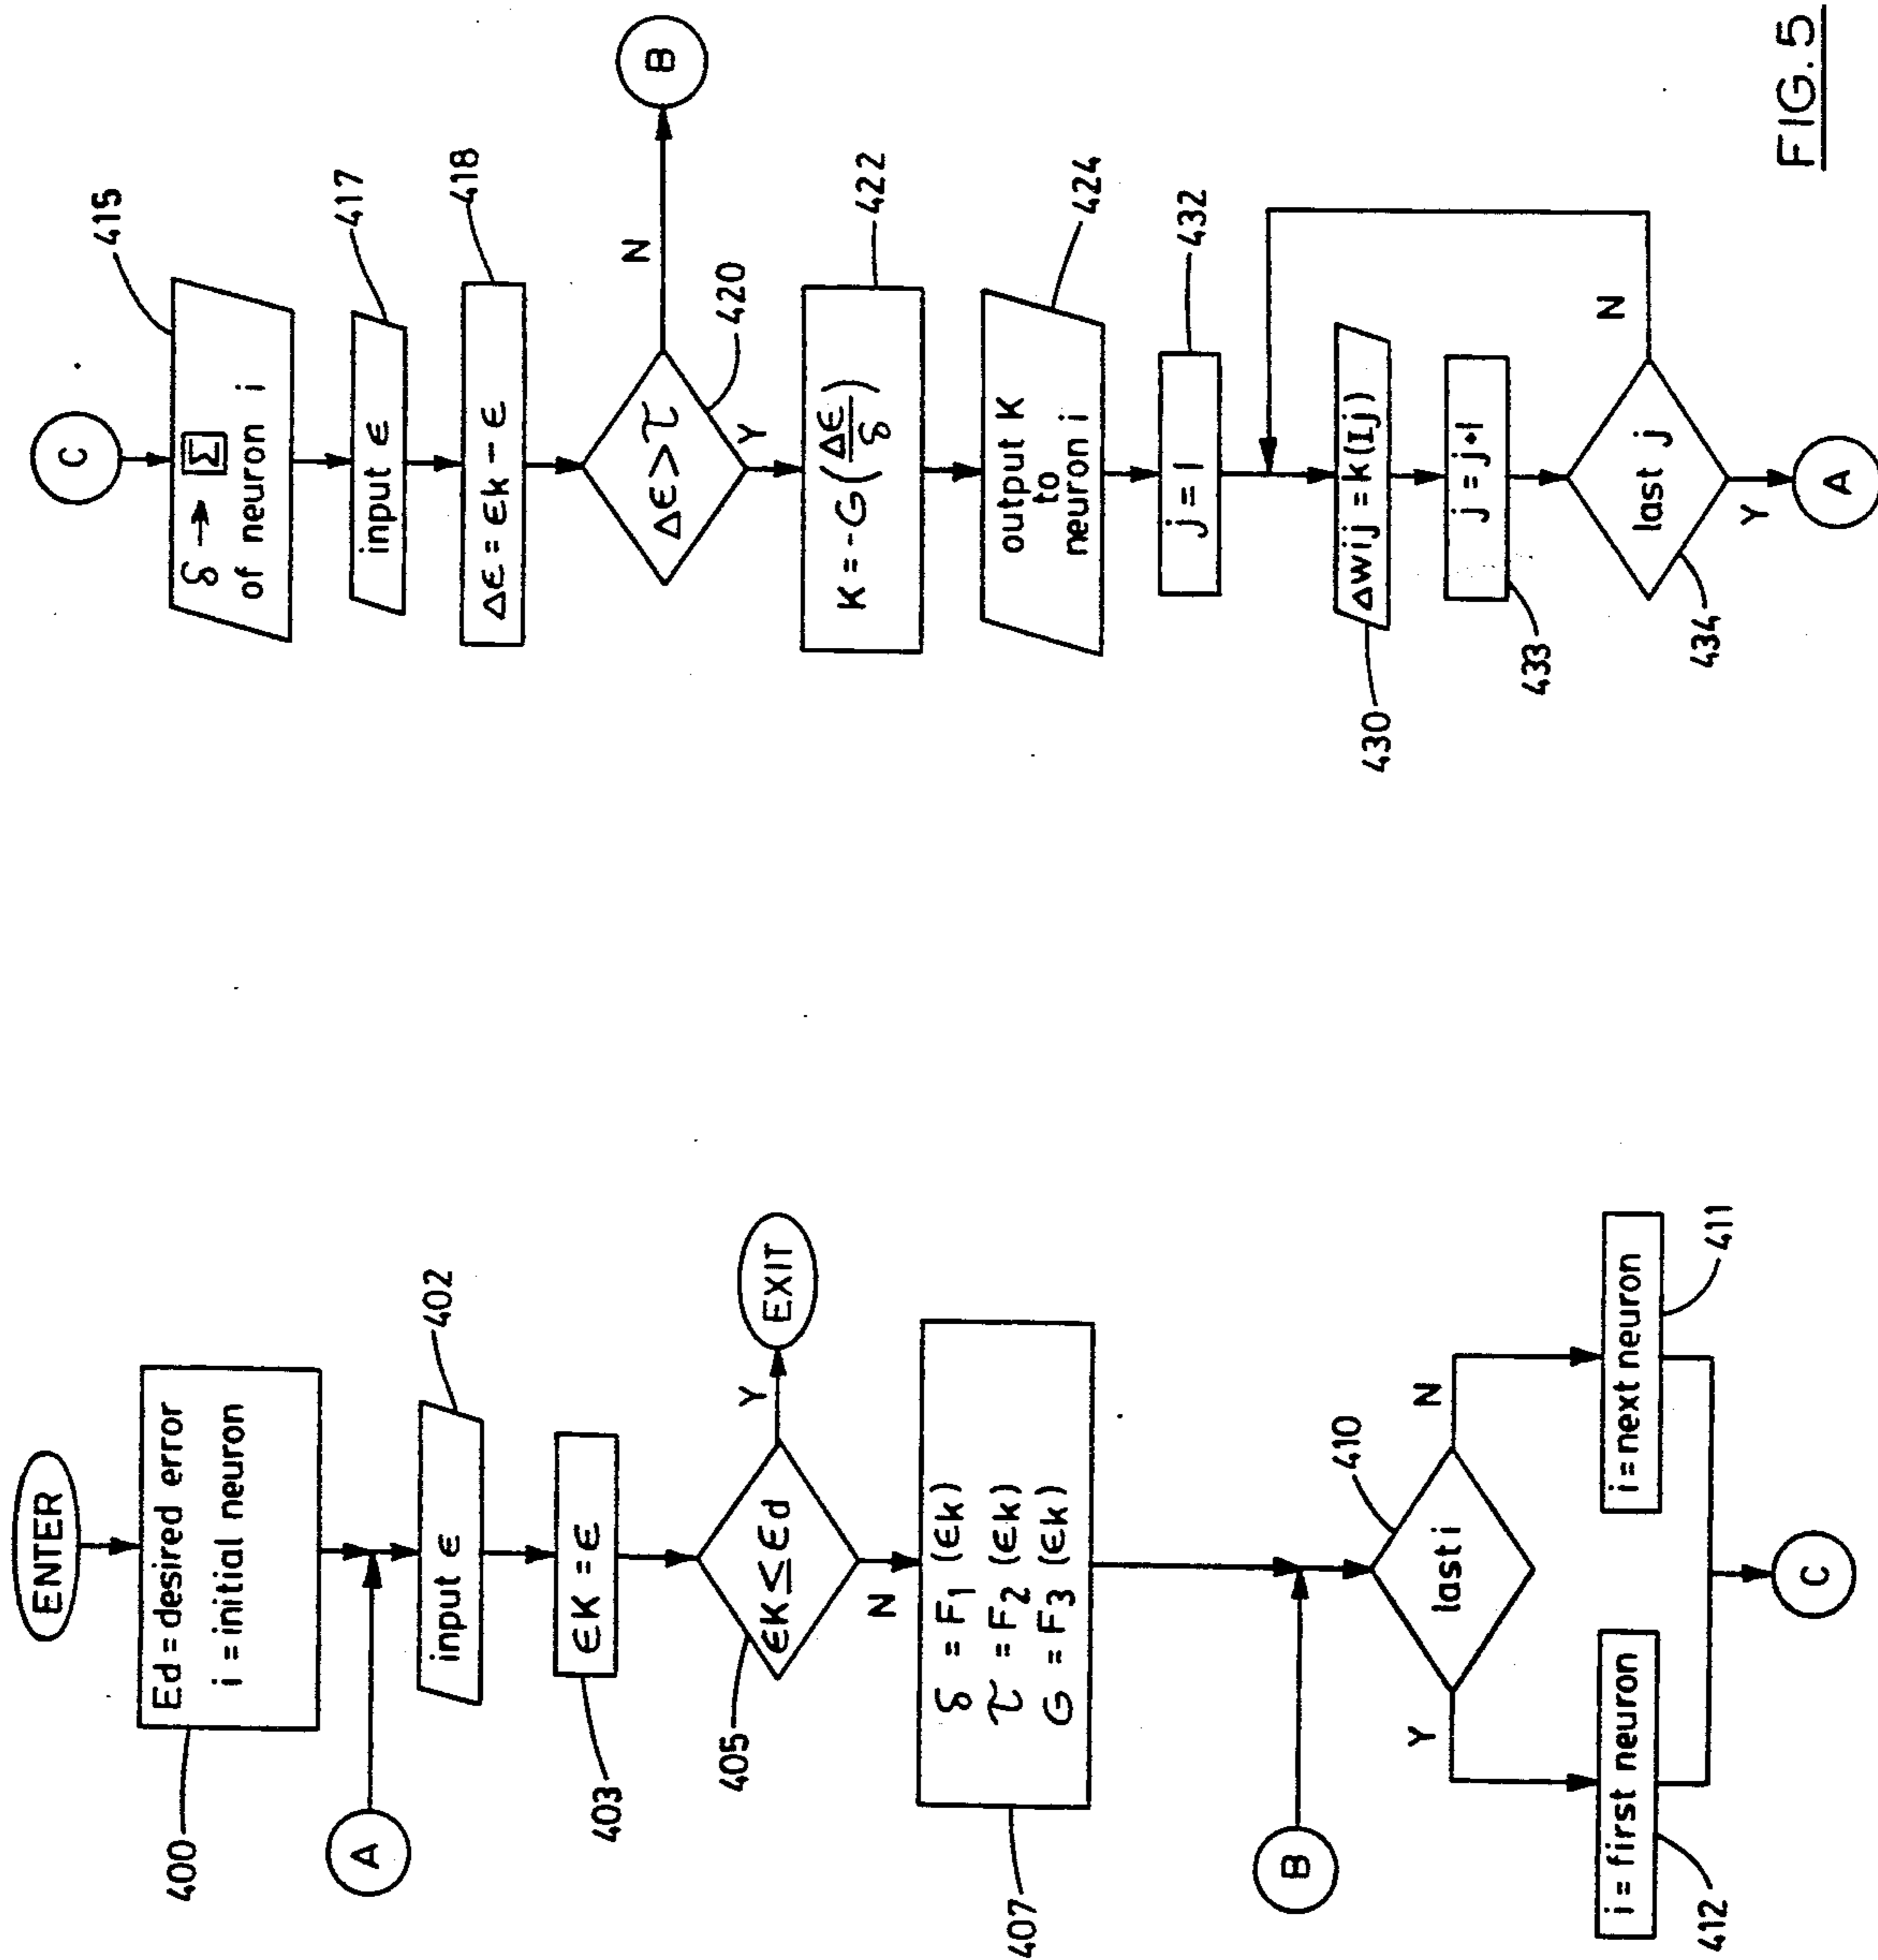 ENTER
400
Ed = desired error
i = initial neuron
A
input ϵ
402
403
ϵK = ϵ
405
ϵK ≤ ϵd
Y
EXIT
N
407
δ = F1 (ϵk)
τ = F2 (ϵk)
G = F3 (ϵk)
B
410
last i
Y
N
i = first neuron
412
i = next neuron
411
C
C
415
δ → Σ
of neuron i
417
input ϵ
418
Δϵ = ϵk − ϵ
420
Δϵ > τ
N
B
Y
422
K = -G (Δϵ/δ)
424
output K
to
neuron i
432
j = 1
430
Δwij = k(Ij)
433
j = j+1
434
last j
N
Y
A
FIG. 5